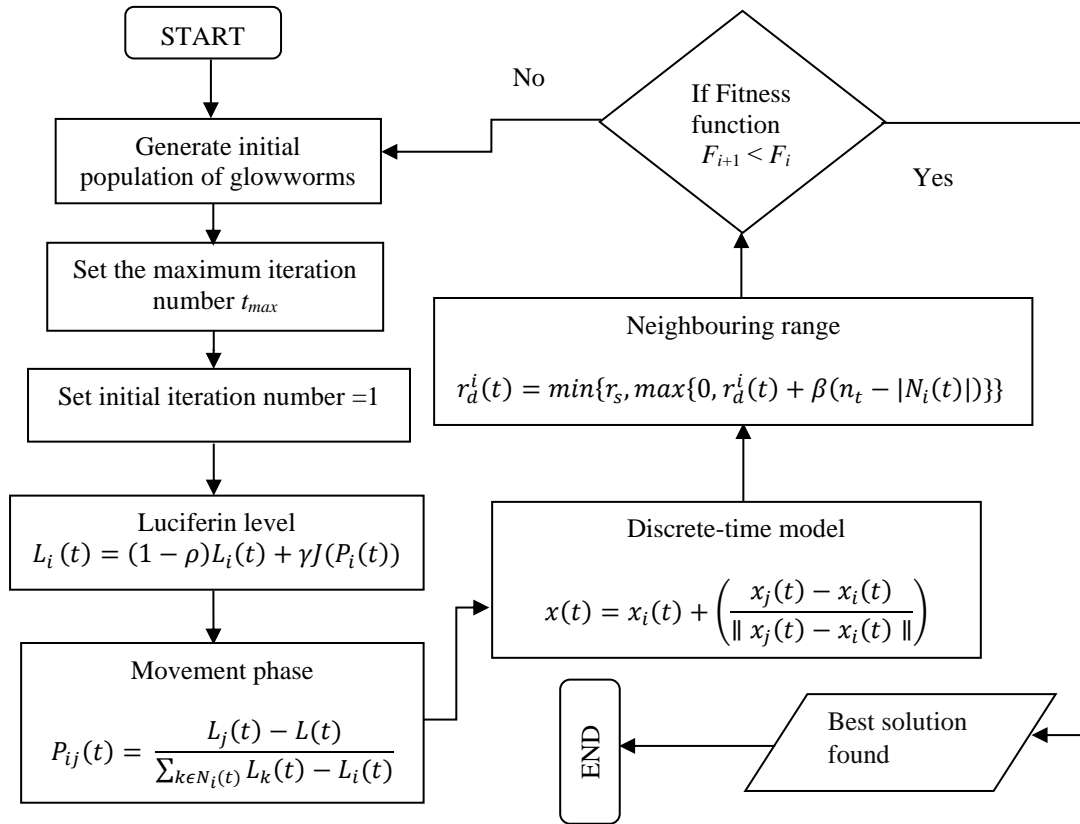 START
Generate initial
population of glowworms
Set the maximum iteration
number t_max
Set initial iteration number =1
Luciferin level
L_i (t) = (1 − ρ)L_i(t) + γJ(P_i(t))
Movement phase
P_ij(t) = (L_j(t) − L(t)) / (∑_{kϵN_i(t)} L_k(t) − L_i(t))
Discrete-time model
x(t) = x_i(t) + ((x_j(t) − x_i(t)) / (‖ x_j(t) − x_i(t) ‖))
Neighbouring range
r_d^i(t) = min{r_s, max{0, r_d^i(t) + β(n_t − |N_i(t)|)}}
If Fitness
function
F_{i+1} < F_i
No
Yes
Best solution
found
END